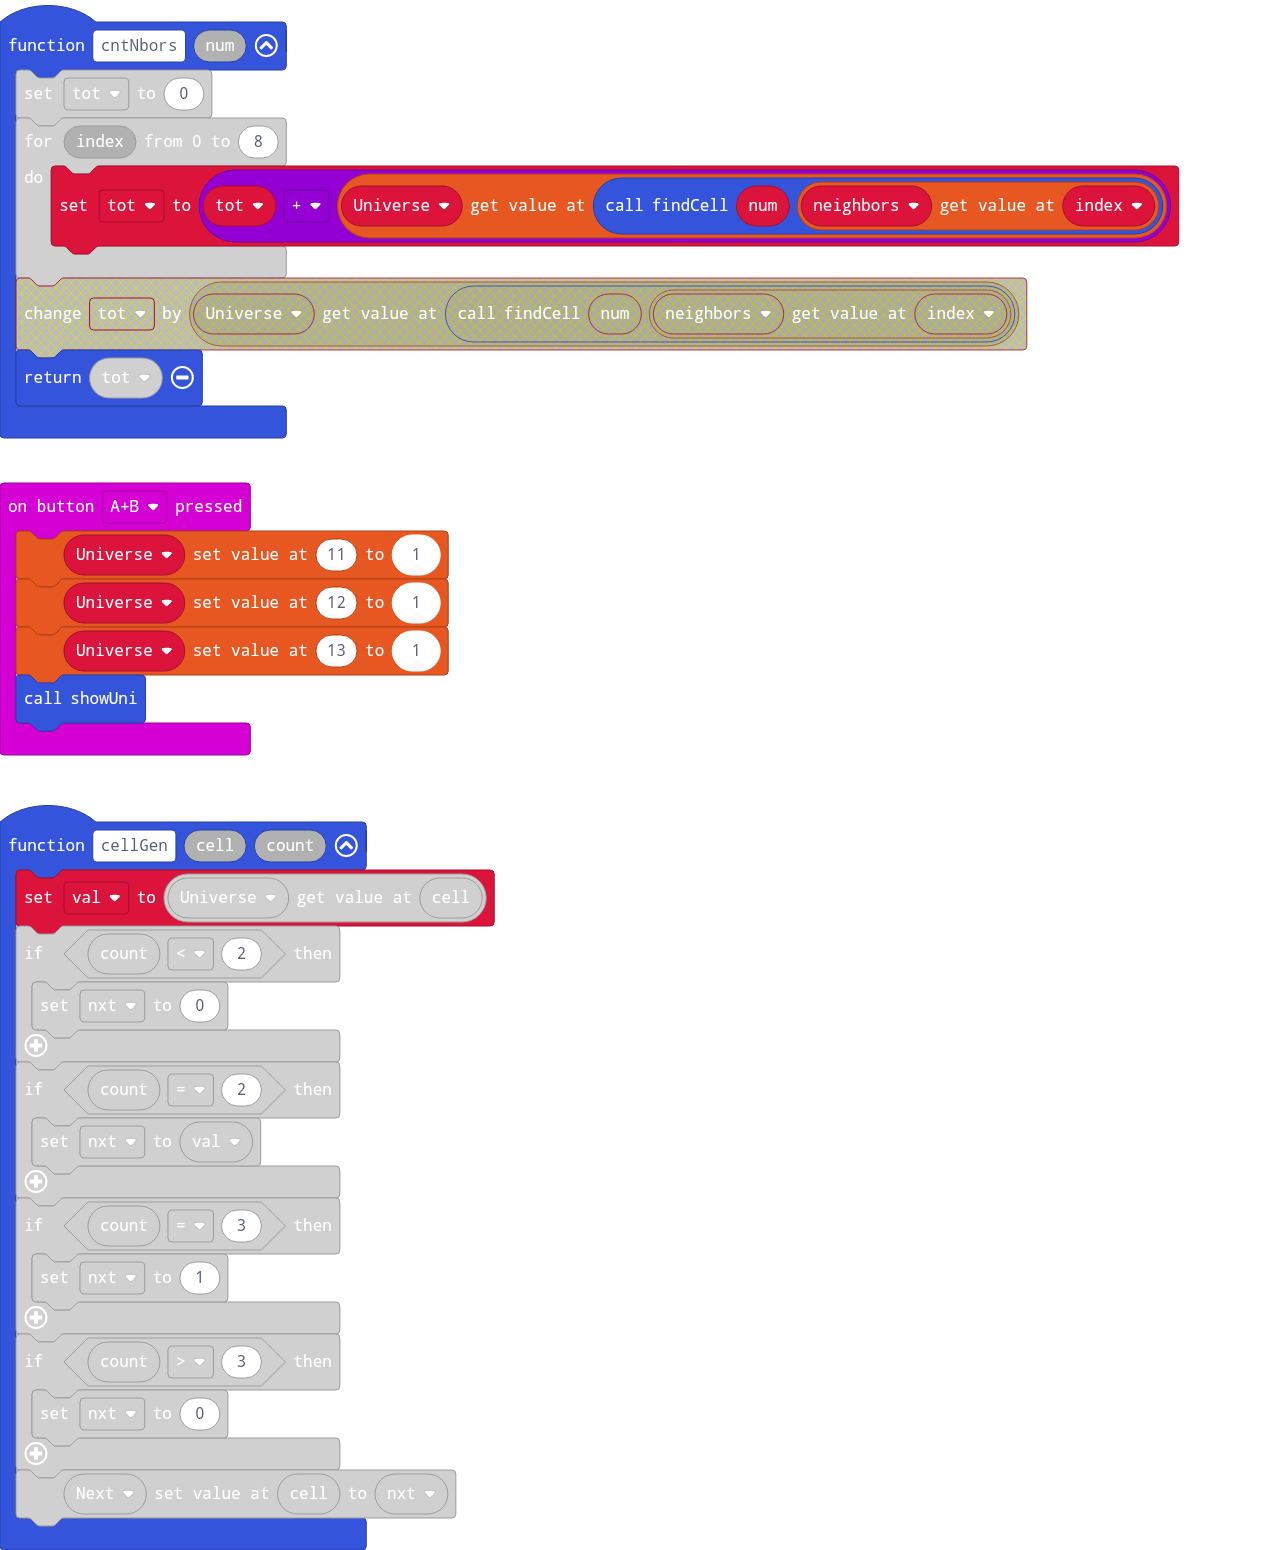 function cntNbors num
set tot to 0
for index from 0 to 8
do
set tot to tot + Universe get value at call findCell num neighbors get value at index
change tot by Universe get value at call findCell num neighbors get value at index
return tot
on button A+B pressed
Universe set value at 11 to 1
Universe set value at 12 to 1
Universe set value at 13 to 1
call showUni
function cellGen cell count
set val to Universe get value at cell
if count < 2 then
set nxt to 0
if count = 2 then
set nxt to val
if count = 3 then
set nxt to 1
if count > 3 then
set nxt to 0
Next set value at cell to nxt